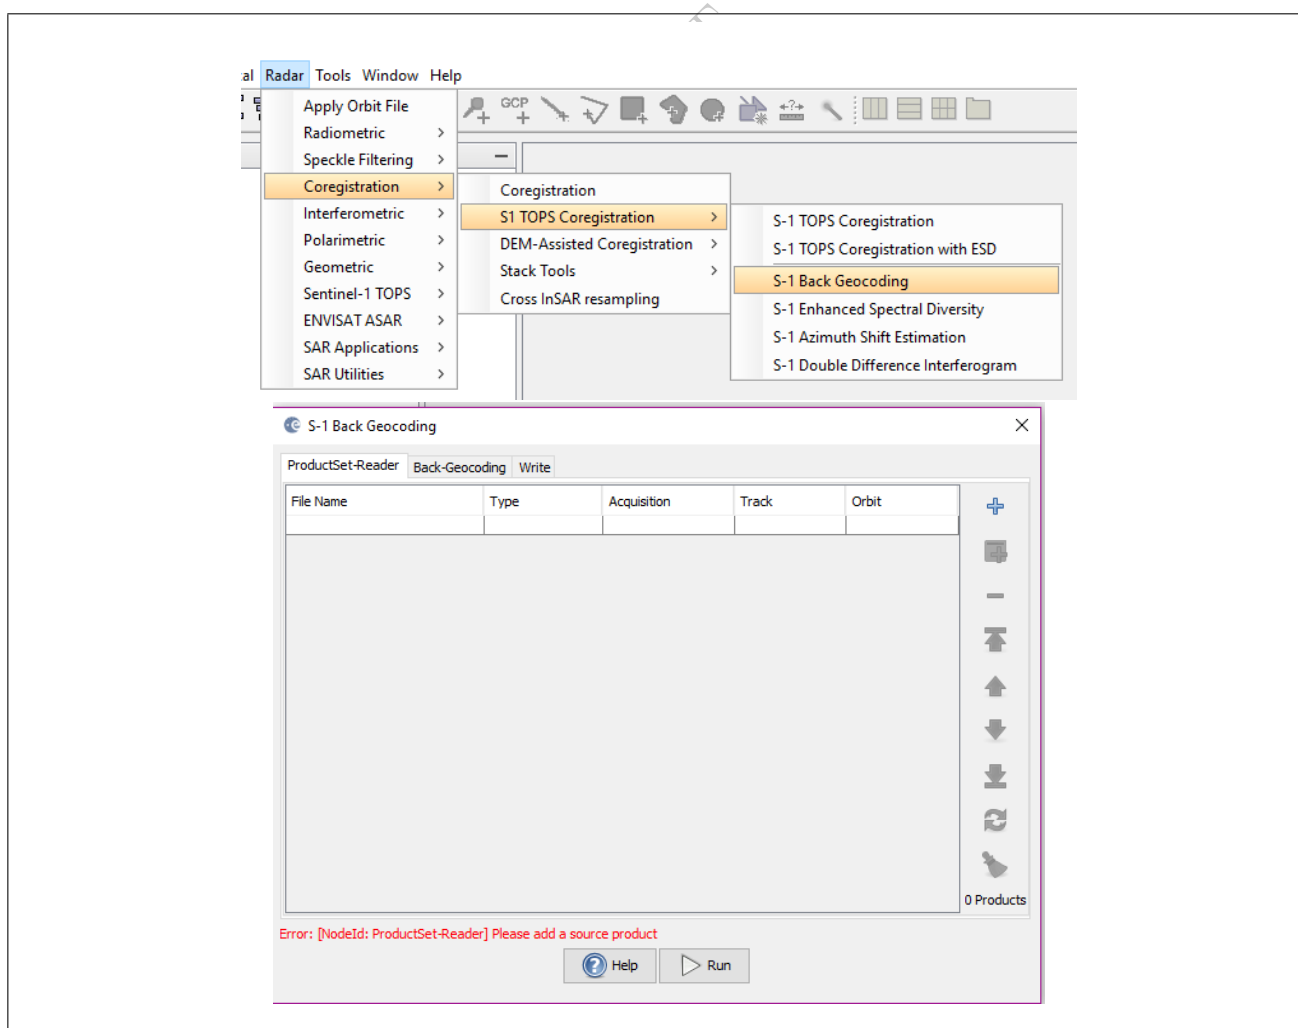 al Radar Tools Window Help
Apply Orbit File
GCP
Radiometric >
Speckle Filtering >
Coregistration >
Interferometric >
Polarimetric >
Geometric >
Sentinel-1 TOPS >
ENVISAT ASAR >
SAR Applications >
SAR Utilities >
Coregistration
S1 TOPS Coregistration >
DEM-Assisted Coregistration >
Stack Tools >
Cross InSAR resampling
S-1 TOPS Coregistration
S-1 TOPS Coregistration with ESD
S-1 Back Geocoding
S-1 Enhanced Spectral Diversity
S-1 Azimuth Shift Estimation
S-1 Double Difference Interferogram
S-1 Back Geocoding
ProductSet-Reader Back-Geocoding Write
File Name Type Acquisition Track Orbit
0 Products
Error: [NodeId: ProductSet-Reader] Please add a source product
Help Run